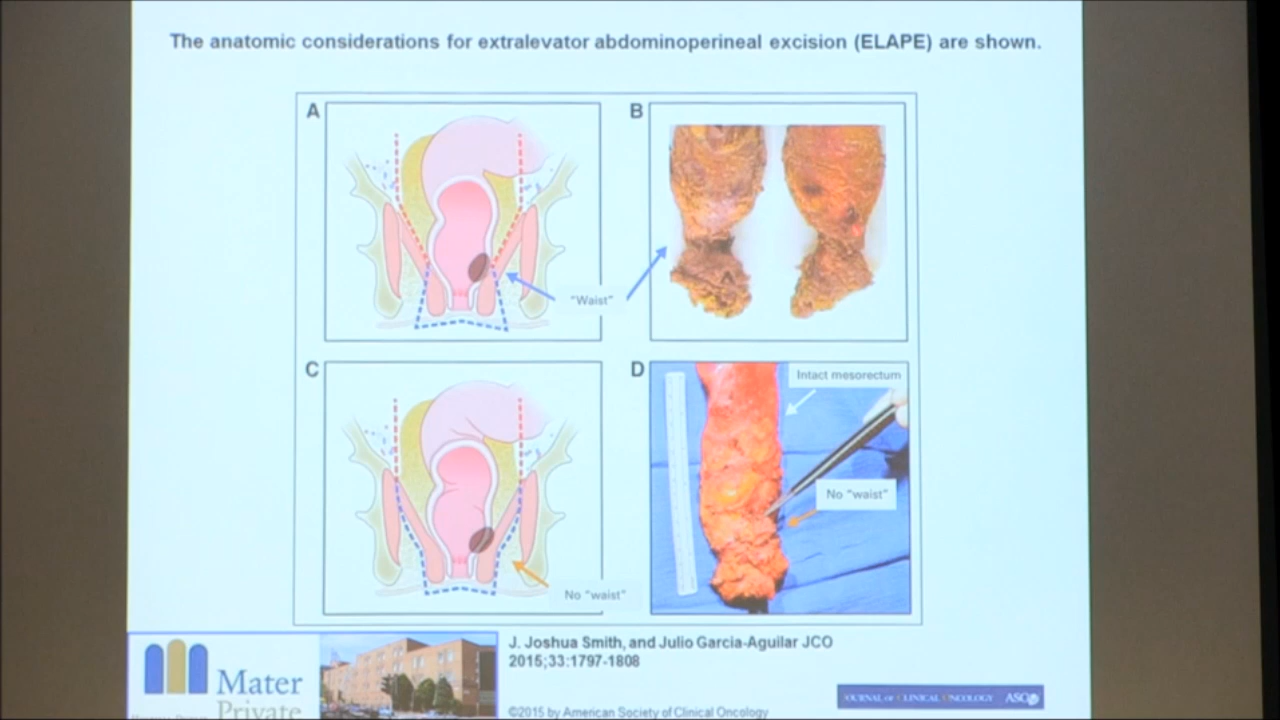 The anatomic considerations for extralevator abdominoperineal excision (ELAPE) are shown.
A
B
"Waist"
C
D
Intact mesorectum
No "waist"
No "waist"
J. Joshua Smith, and Julio Garcia-Aguilar JCO
2015;33:1797-1808
Mater
Private
©2015 by American Society of Clinical Oncology
JOURNAL OF CLINICAL ONCOLOGY ASCO